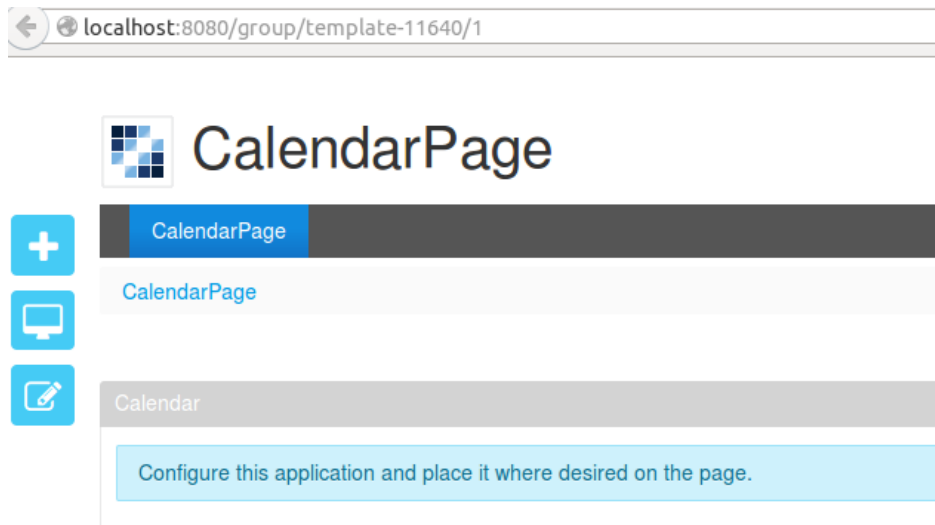 localhost:8080/group/template-11640/1
CalendarPage
CalendarPage
CalendarPage
Calendar
Configure this application and place it where desired on the page.